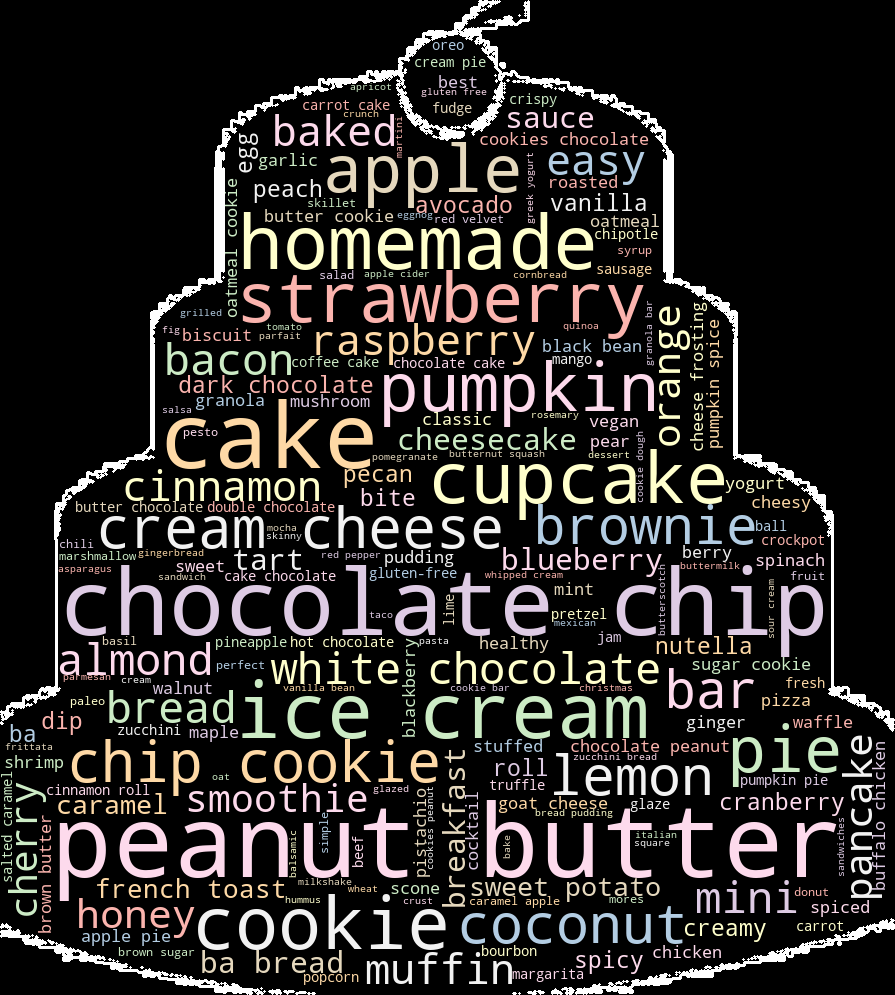 oreo
cream pie
best
gluten free
fudge
apricot
carrot cake
crunch
crispy
sauce
baked
martini
cookies chocolate
egg
garlic
apple
easy
greek yogurt
roasted
peach
skillet
avocado
vanilla
butter cookie
eggnog
red velvet
oatmeal
chipotle
oatmeal cookie
homemade
syrup
salad
apple cider
cornbread
sausage
strawberry
grilled
fig
biscuit
tomato
parfait
raspberry
quinoa
black bean
granola bar
orange
cheese frosting
pumpkin spice
bacon
coffee cake
chocolate cake
mango
dark chocolate
pumpkin
granola
mushroom
salsa
classic
rosemary
vegan
cake
pesto
cheesecake
pear
cookie dough
pomegranate
butternut squash
dessert
cinnamon
pecan
cupcake
yogurt
bite
cheesy
butter chocolate
double chocolate
cream cheese
mocha
skinny
brownie
ball
crockpot
chili
marshmallow
gingerbread
tart
red pepper
pudding
blueberry
berry
buttermilk
spinach
asparagus
sweet
sandwich
cake chocolate
gluten-free
whipped cream
fruit
chocolate chip
lime
mint
butterscotch
sour cream
taco
pretzel
mexican
basil
pineapple
hot chocolate
pasta
healthy
jam
nutella
almond
perfect
white chocolate
blackberry
sugar cookie
parmesan
cream
walnut
vanilla bean
cookie bar
christmas
bar
fresh
paleo
bread
ice cream
pizza
ba
dip
zucchini
maple
ginger
waffle
frittata
stuffed
chocolate peanut
pie
shrimp
chip cookie
oat
zucchini bread
roll
lemon
pumpkin pie
pancake
buffalo chicken
salted caramel
cherry
cinnamon roll
glazed
breakfast
truffle
caramel
smoothie
pistachio
cookies peanut
cocktail
goat cheese
glaze
cranberry
bread pudding
peanut butter
simple
balsamic
beef
bake
italian
square
sandwiches
brown butter
french toast
milkshake
wheat
scone
sweet potato
mini
donut
hummus
crust
caramel apple
mores
spiced
honey
cookie
coconut
creamy
carrot
apple pie
brown sugar
ba bread
bourbon
spicy
chicken
popcorn
muffin
margarita